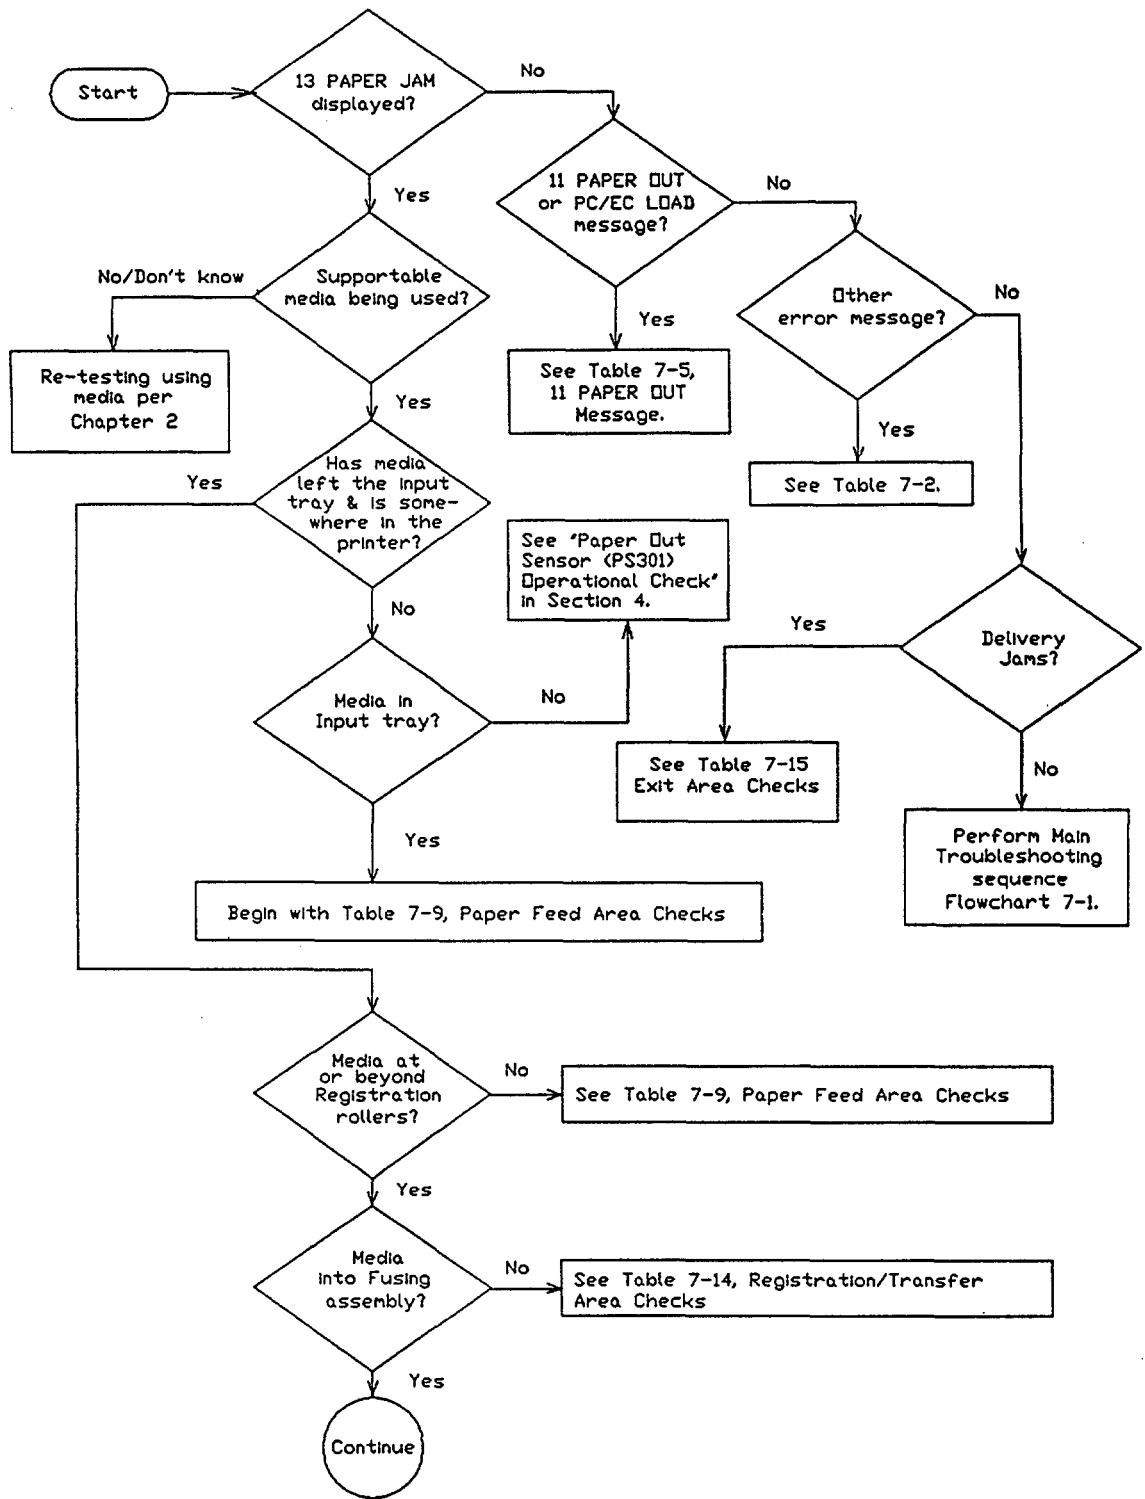 Start
13 PAPER JAM
displayed?
No
Yes
11 PAPER OUT
or PC/EC LOAD
message?
No
Yes
See Table 7-5,
11 PAPER OUT
Message.
Other
error message?
No
Yes
See Table 7-2.
Delivery
Jams?
Yes
See Table 7-15
Exit Area Checks
No
Perform Main
Troubleshooting
sequence
Flowchart 7-1.
Supportable
media being used?
No/Don't know
Re-testing using
media per
Chapter 2
Yes
Has media
left the input
tray & is some-
where in the
printer?
Yes
No
Media in
Input tray?
No
See "Paper Out
Sensor (PS301)
Operational Check"
in Section 4.
Yes
Begin with Table 7-9, Paper Feed Area Checks
Media at
or beyond
Registration
rollers?
No
See Table 7-9, Paper Feed Area Checks
Yes
Media
into Fusing
assembly?
No
See Table 7-14, Registration/Transfer
Area Checks
Yes
Continue